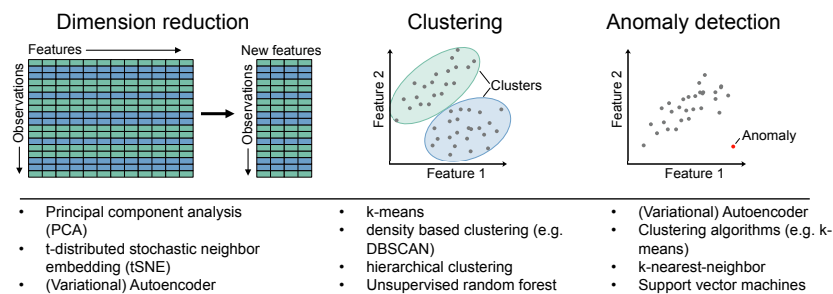 Dimension reduction
Features
New features
Observations
Observations
Clustering
Feature 2
Clusters
Feature 1
Anomaly detection
Feature 2
Anomaly
Feature 1
• Principal component analysis
(PCA)
• t-distributed stochastic neighbor
embedding (tSNE)
• (Variational) Autoencoder
• k-means
• density based clustering (e.g.
DBSCAN)
• hierarchical clustering
• Unsupervised random forest
• (Variational) Autoencoder
• Clustering algorithms (e.g. k-
means)
• k-nearest-neighbor
• Support vector machines